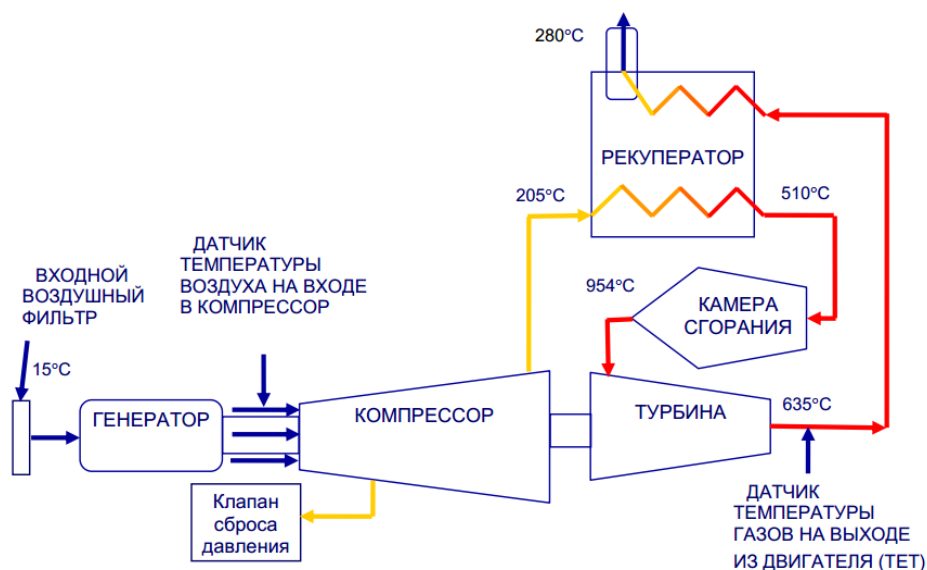 280°C
РЕКУПЕРАТОР
205°C
510°C
ДАТЧИК
ТЕМПЕРАТУРЫ
ВОЗДУХА НА ВХОДЕ
В КОМПРЕССОР
ВХОДНОЙ
ВОЗДУШНЫЙ
ФИЛЬТР
15°C
954°C
КАМЕРА
СГОРАНИЯ
ГЕНЕРАТОР
КОМПРЕССОР
ТУРБИНА
635°C
Клапан
сброса
давления
ДАТЧИК
ТЕМПЕРАТУРЫ
ГАЗОВ НА ВЫХОДЕ
ИЗ ДВИГАТЕЛЯ (ТЕТ)